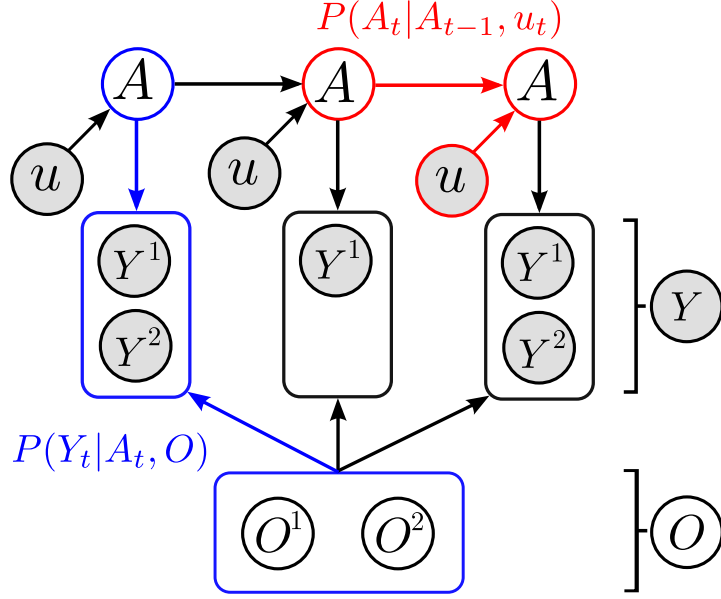 P(A_t|A_{t-1}, u_t)
A A A
u u u
Y^1 Y^1 Y^1
Y^2 Y^2
Y
P(Y_t|A_t, O)
O^1 O^2
O